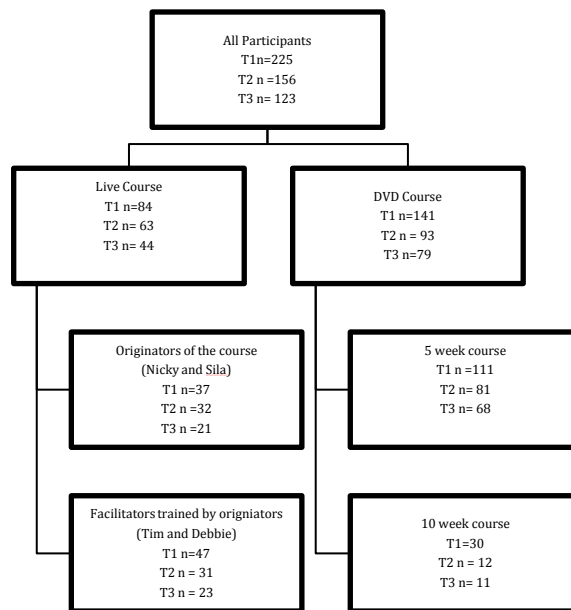 All Participants
T1n=225
T2 n =156
T3 n= 123
Live Course
T1 n=84
T2 n= 63
T3 n= 44
DVD Course
T1 n=141
T2 n = 93
T3 n=79
Originators of the course
(Nicky and Sila)
T1 n=37
T2 n=32
T3 n=21
5 week course
T1 n =111
T2 n= 81
T3 n= 68
Facilitators trained by origniators
(Tim and Debbie)
T1 n=47
T2 n = 31
T3 n = 23
10 week course
T1=30
T2 n = 12
T3 n = 11